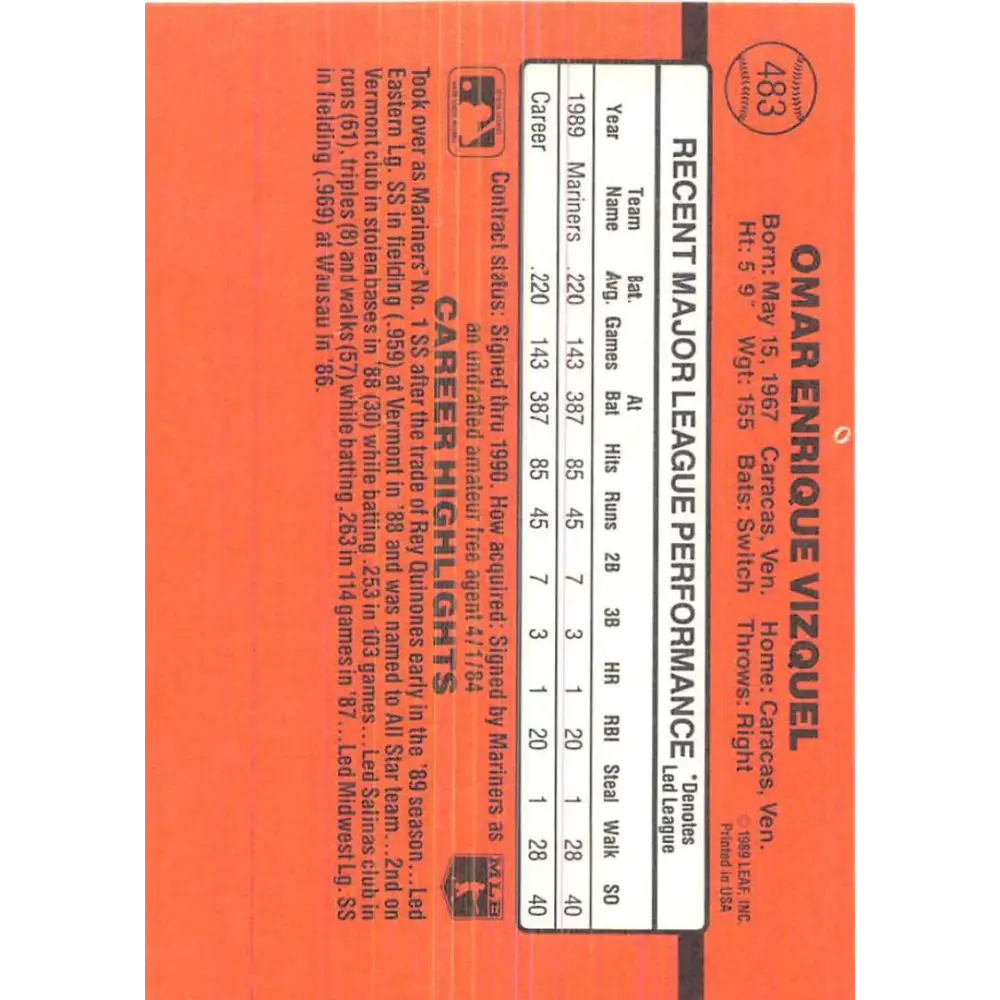 483
OMAR ENRIQUE VIZQUEL
Born: May 15, 1967 Caracas, Ven. Home: Caracas, Ven.
Ht: 5' 9" Wgt: 155 Bats: Switch Throws: Right
© 1989 LEAF, INC.
Printed in USA
RECENT MAJOR LEAGUE PERFORMANCE *Denotes
Led League
Year Team Name Bat. Avg. Games At Bat Hits Runs 2B 3B HR RBI Steal Walk SO
1989 Mariners .220 143 387 85 45 7 3 1 20 1 28 40
Career .220 143 387 85 45 7 3 1 20 1 28 40
Contract status: Signed thru 1990. How acquired: Signed by Mariners as
an undrafted amateur free agent 4/1/84
MLB
CAREER HIGHLIGHTS
Took over as Mariners' No. 1 SS after the trade of Rey Quinones early in the '89 season...Led
Eastern Lg. SS in fielding (.959) at Vermont in '88 and was named to All Star team...2nd on
Vermont club in stolen bases in '88 (30) while batting .253 in 103 games...Led Salinas club in
runs (61), triples (8) and walks (57) while batting .263 in 114 games in '87...Led Midwest Lg. SS
in fielding (.969) at Wausau in '86.